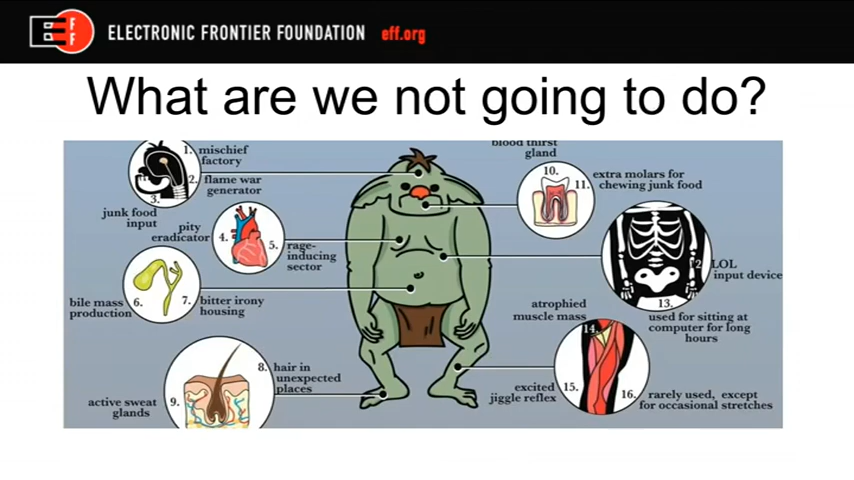 EFF
ELECTRONIC FRONTIER FOUNDATION eff.org
What are we not going to do?
1. mischief
factory
2. flame war
generator
3.
junk food
input
pity
eradicator
4.
5. rage-
inducing
sector
bile mass
production
6.
7. bitter irony
housing
8. hair in
unexpected
places
active sweat
glands
9.
blood thirst
gland
10.
11. extra molars for
chewing junk food
12. LOL
input device
13.
used for sitting at
computer for long
hours
atrophied
muscle mass
14.
excited
jiggle reflex
15.
16. rarely used, except
for occasional stretches